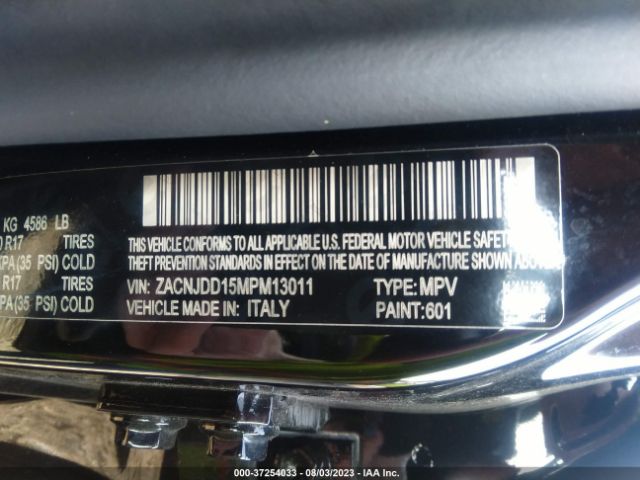 KG 4586 LB
R17 TIRES
KPA (35 PSI) COLD
R17 TIRES
KPA (35 PSI) COLD
THIS VEHICLE CONFORMS TO ALL APPLICABLE U.S. FEDERAL MOTOR VEHICLE SAFETY
THEFT PREVENTION STANDARDS IN EFFECT ON THE DATE OF MANUFACTURE SHOWN ABOVE
VIN: ZACNJDD15MPM13011 TYPE: MPV
VEHICLE MADE IN: ITALY PAINT: 601
000-37254033 - 08/03/2023 - IAA Inc.